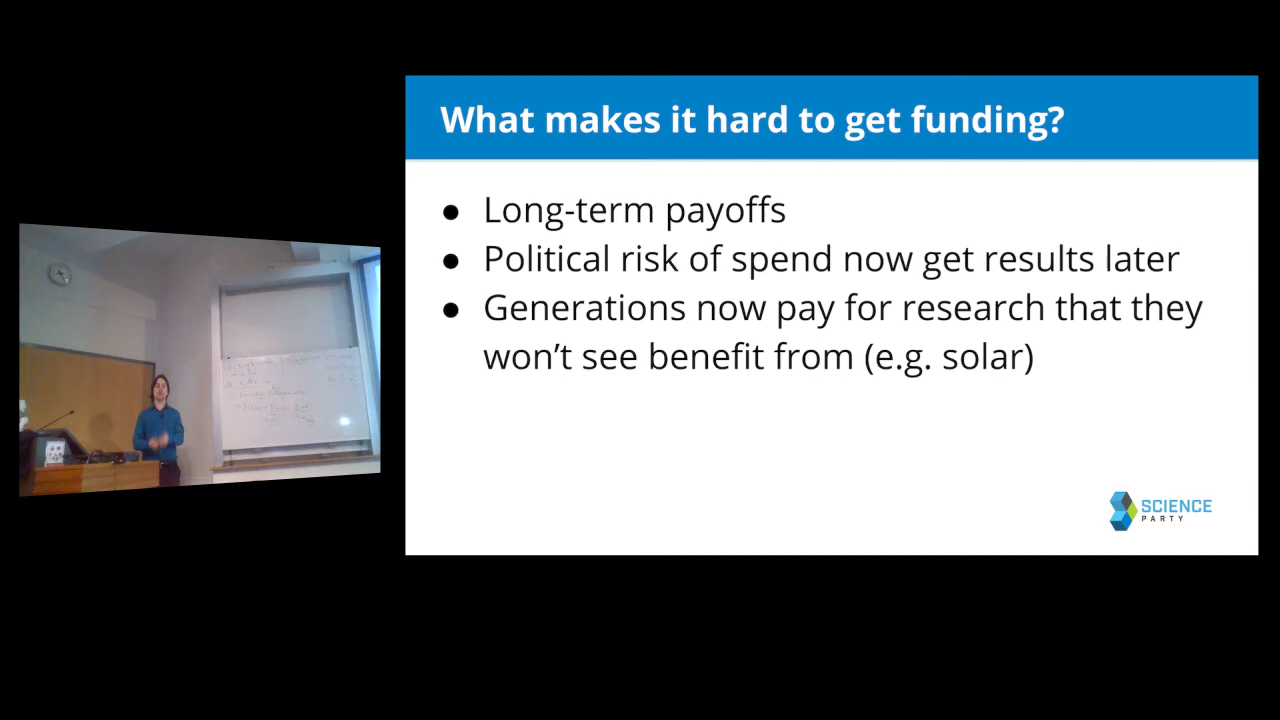 What makes it hard to get funding?
● Long-term payoffs
● Political risk of spend now get results later
● Generations now pay for research that they
won't see benefit from (e.g. solar)
SCIENCE
PARTY